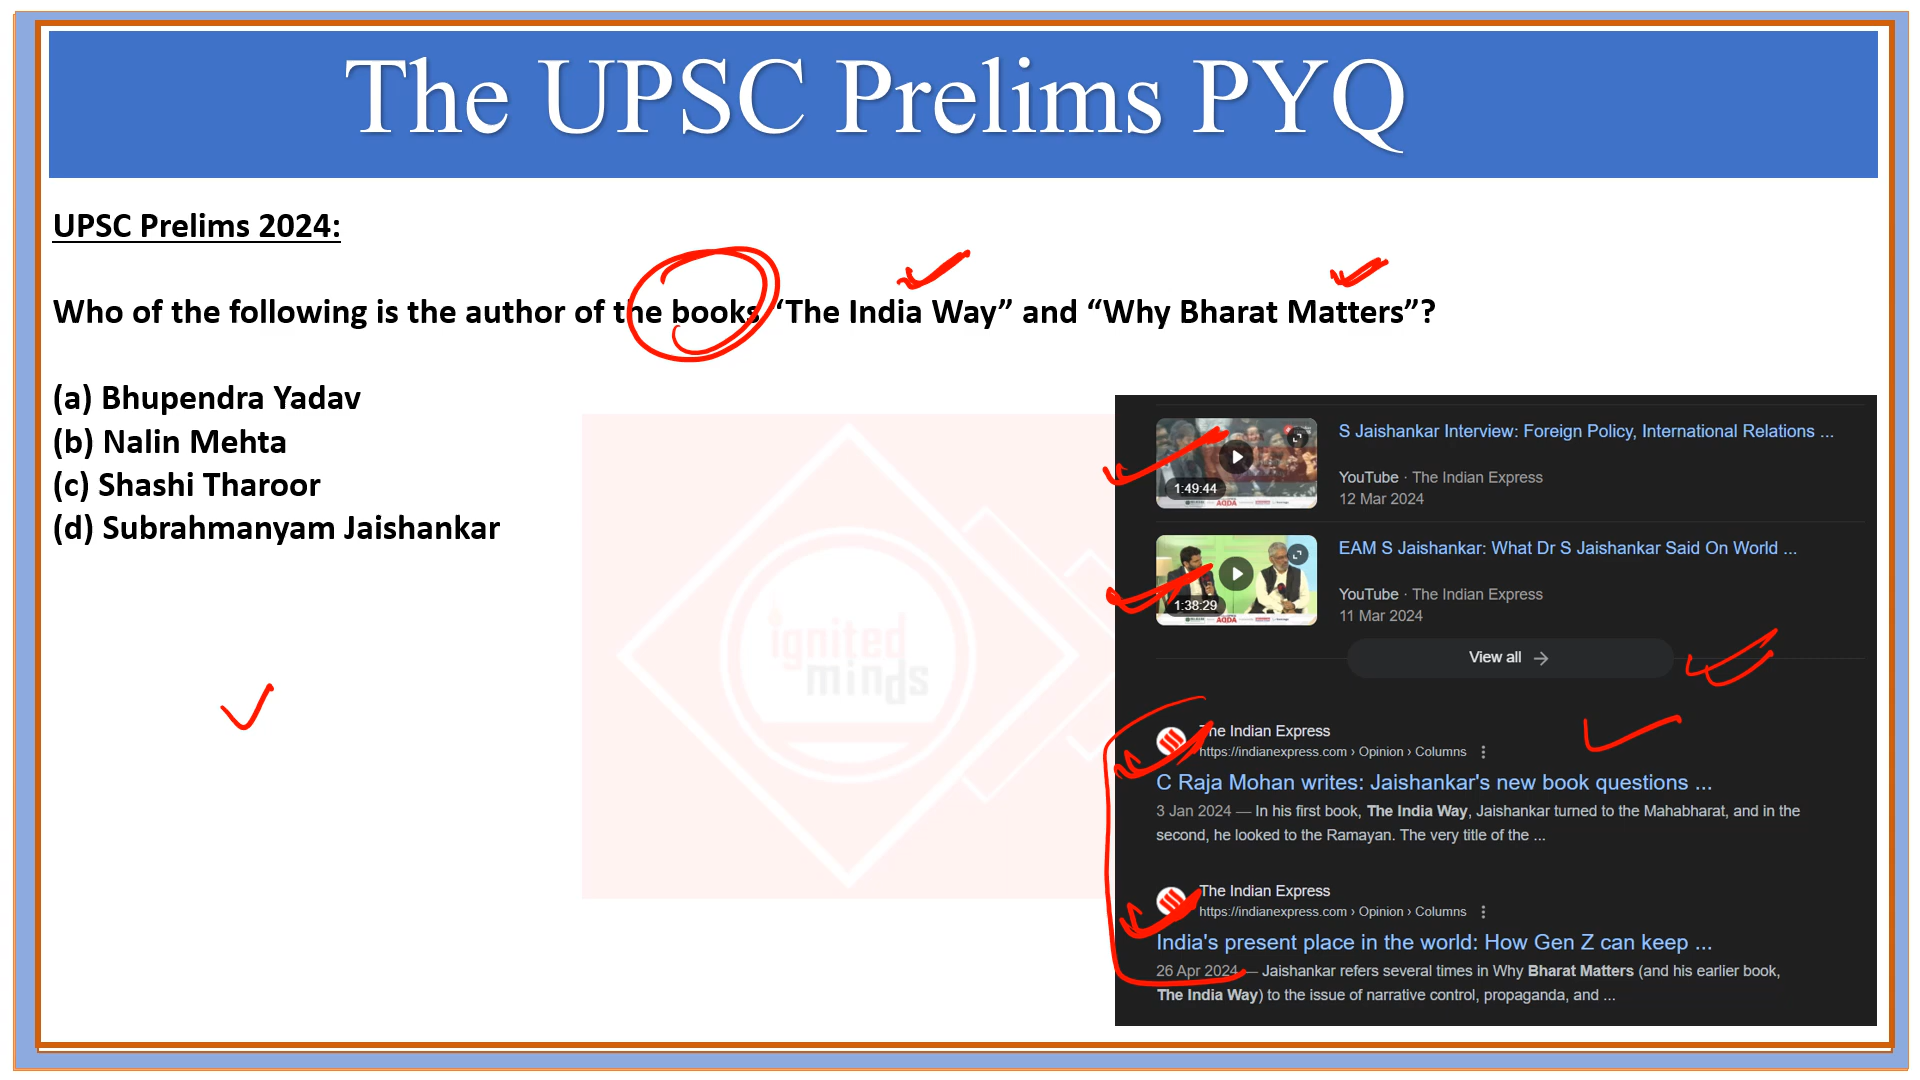 The UPSC Prelims PYQ
UPSC Prelims 2024:
Who of the following is the author of the books “The India Way” and “Why Bharat Matters”?
(a) Bhupendra Yadav
(b) Nalin Mehta
(c) Shashi Tharoor
(d) Subrahmanyam Jaishankar
ignited
minds
S Jaishankar Interview: Foreign Policy, International Relations ...
YouTube · The Indian Express
12 Mar 2024
1:49:44
EAM S Jaishankar: What Dr S Jaishankar Said On World ...
YouTube · The Indian Express
11 Mar 2024
1:38:29
View all →
The Indian Express
https://indianexpress.com › Opinion › Columns
C Raja Mohan writes: Jaishankar's new book questions ...
3 Jan 2024 — In his first book, The India Way, Jaishankar turned to the Mahabharat, and in the
second, he looked to the Ramayan. The very title of the ...
The Indian Express
https://indianexpress.com › Opinion › Columns
India's present place in the world: How Gen Z can keep ...
26 Apr 2024 — Jaishankar refers several times in Why Bharat Matters (and his earlier book,
The India Way) to the issue of narrative control, propaganda, and ...